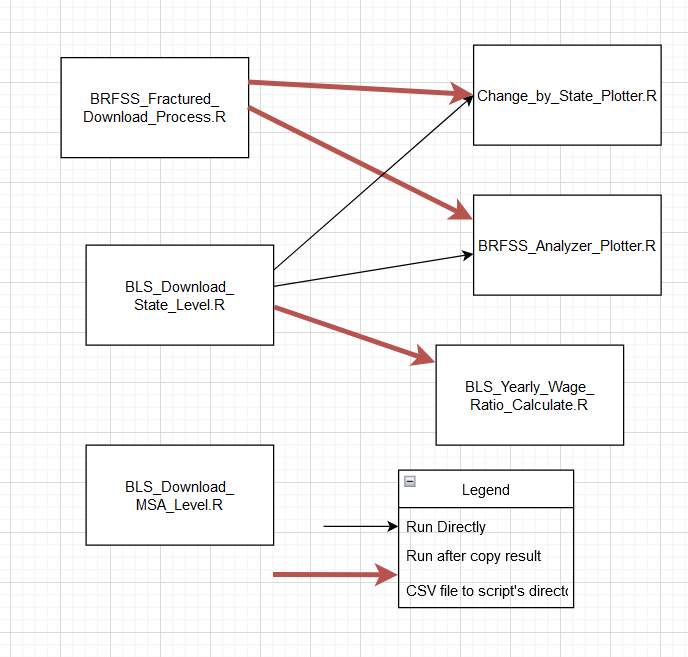 BRFSS_Fractured_
Download_Process.R
Change_by_State_Plotter.R
BRFSS_Analyzer_Plotter.R
BLS_Download_
State_Level.R
BLS_Yearly_Wage_
Ratio_Calculate.R
BLS_Download_
MSA_Level.R
Legend
Run Directly
Run after copy result
CSV file to script's directo